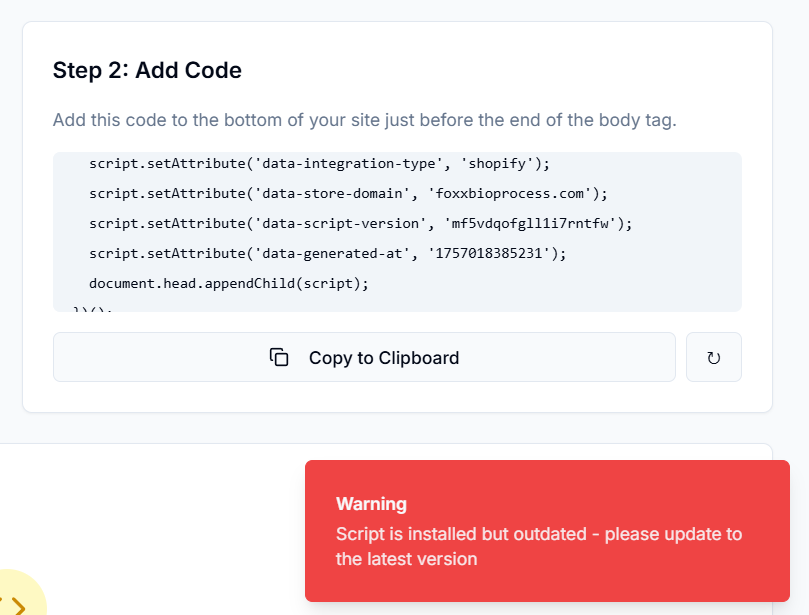 Step 2: Add Code
Add this code to the bottom of your site just before the end of the body tag.
script.setAttribute('data-integration-type', 'shopify');
script.setAttribute('data-store-domain', 'foxxbioprocess.com');
script.setAttribute('data-script-version', 'mf5vdqofgll1i7rntfw');
script.setAttribute('data-generated-at', '1757018385231');
document.head.appendChild(script);
})();
Copy to Clipboard
Warning
Script is installed but outdated - please update to
the latest version